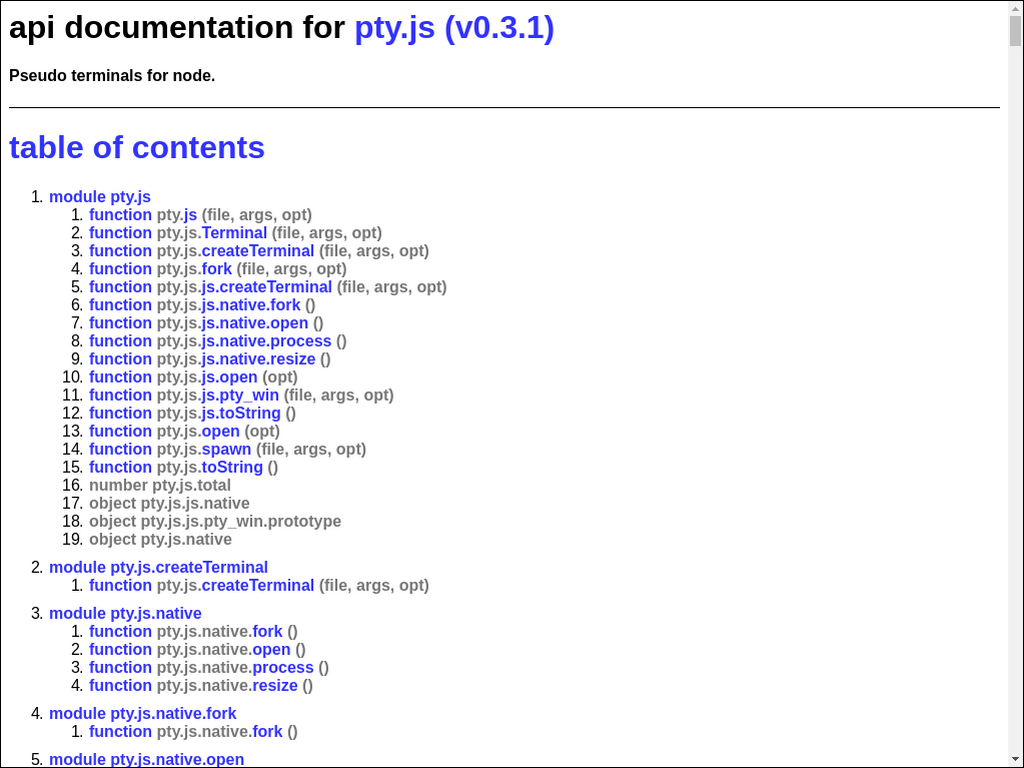 api documentation for pty.js (v0.3.1)
Pseudo terminals for node.
table of contents
1. module pty.js
1. function pty.js (file, args, opt)
2. function pty.js.Terminal (file, args, opt)
3. function pty.js.createTerminal (file, args, opt)
4. function pty.js.fork (file, args, opt)
5. function pty.js.js.createTerminal (file, args, opt)
6. function pty.js.js.native.fork ()
7. function pty.js.js.native.open ()
8. function pty.js.js.native.process ()
9. function pty.js.js.native.resize ()
10. function pty.js.js.open (opt)
11. function pty.js.js.pty_win (file, args, opt)
12. function pty.js.js.toString ()
13. function pty.js.open (opt)
14. function pty.js.spawn (file, args, opt)
15. function pty.js.toString ()
16. number pty.js.total
17. object pty.js.js.native
18. object pty.js.js.pty_win.prototype
19. object pty.js.native
2. module pty.js.createTerminal
1. function pty.js.createTerminal (file, args, opt)
3. module pty.js.native
1. function pty.js.native.fork ()
2. function pty.js.native.open ()
3. function pty.js.native.process ()
4. function pty.js.native.resize ()
4. module pty.js.native.fork
1. function pty.js.native.fork ()
5. module pty.js.native.open